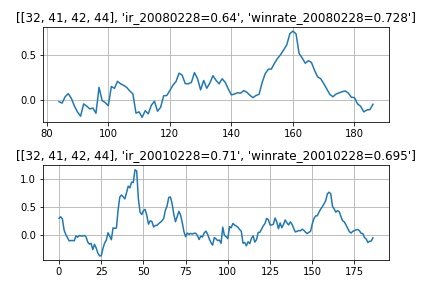 [[32, 41, 42, 44], 'ir_20080228=0.64', 'winrate_20080228=0.728']
0.5
0.0
80 100 120 140 160 180
[[32, 41, 42, 44], 'ir_20010228=0.71', 'winrate_20010228=0.695']
1.0
0.5
0.0
0 25 50 75 100 125 150 175